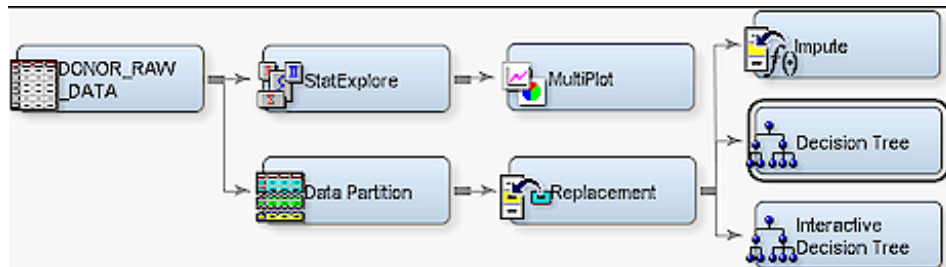 DONOR_RAW
_DATA
StatExplore
MultiPlot
Impute
Data Partition
Replacement
Decision Tree
Interactive
Decision Tree